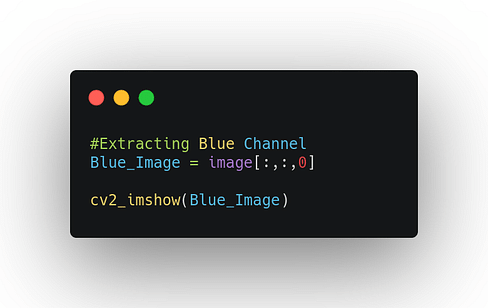 #Extracting Blue Channel
Blue_Image = image[:,:,0]
cv2_imshow(Blue_Image)